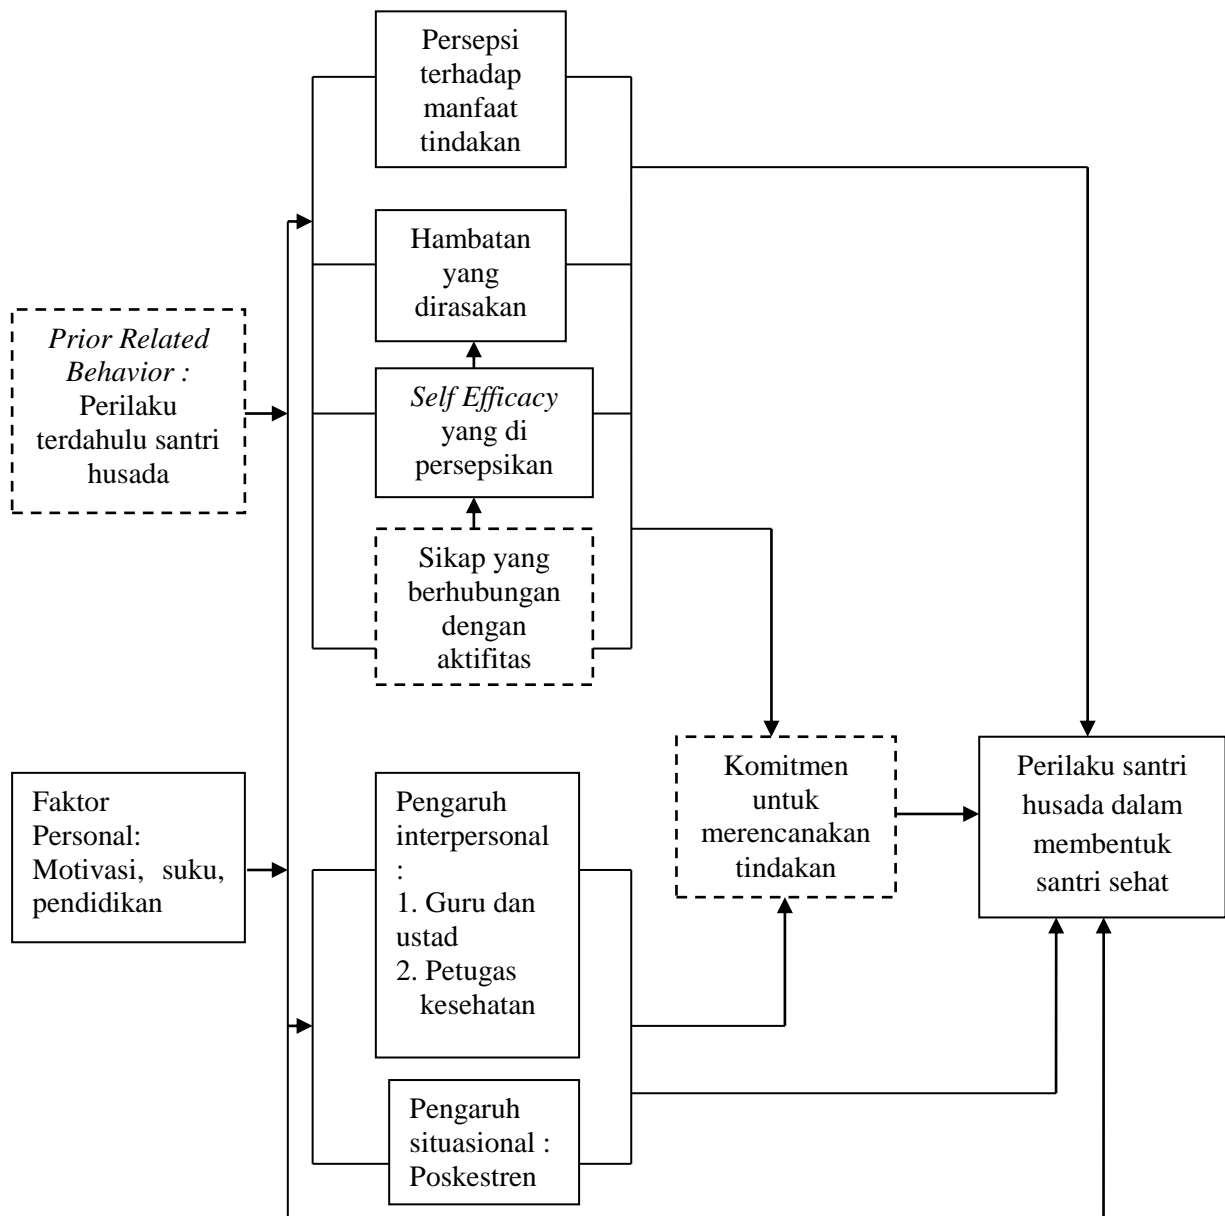 Persepsi
terhadap
manfaat
tindakan
Hambatan
yang
dirasakan
Prior Related
Behavior :
Perilaku
terdahulu santri
husada
Self Efficacy
yang di
persepsikan
Sikap yang
berhubungan
dengan
aktifitas
Faktor
Personal:
Motivasi, suku,
pendidikan
Pengaruh
interpersonal
:
1. Guru dan
ustad
2. Petugas
kesehatan
Komitmen
untuk
merencanakan
tindakan
Perilaku santri
husada dalam
membentuk
santri sehat
Pengaruh
situasional :
Poskestren